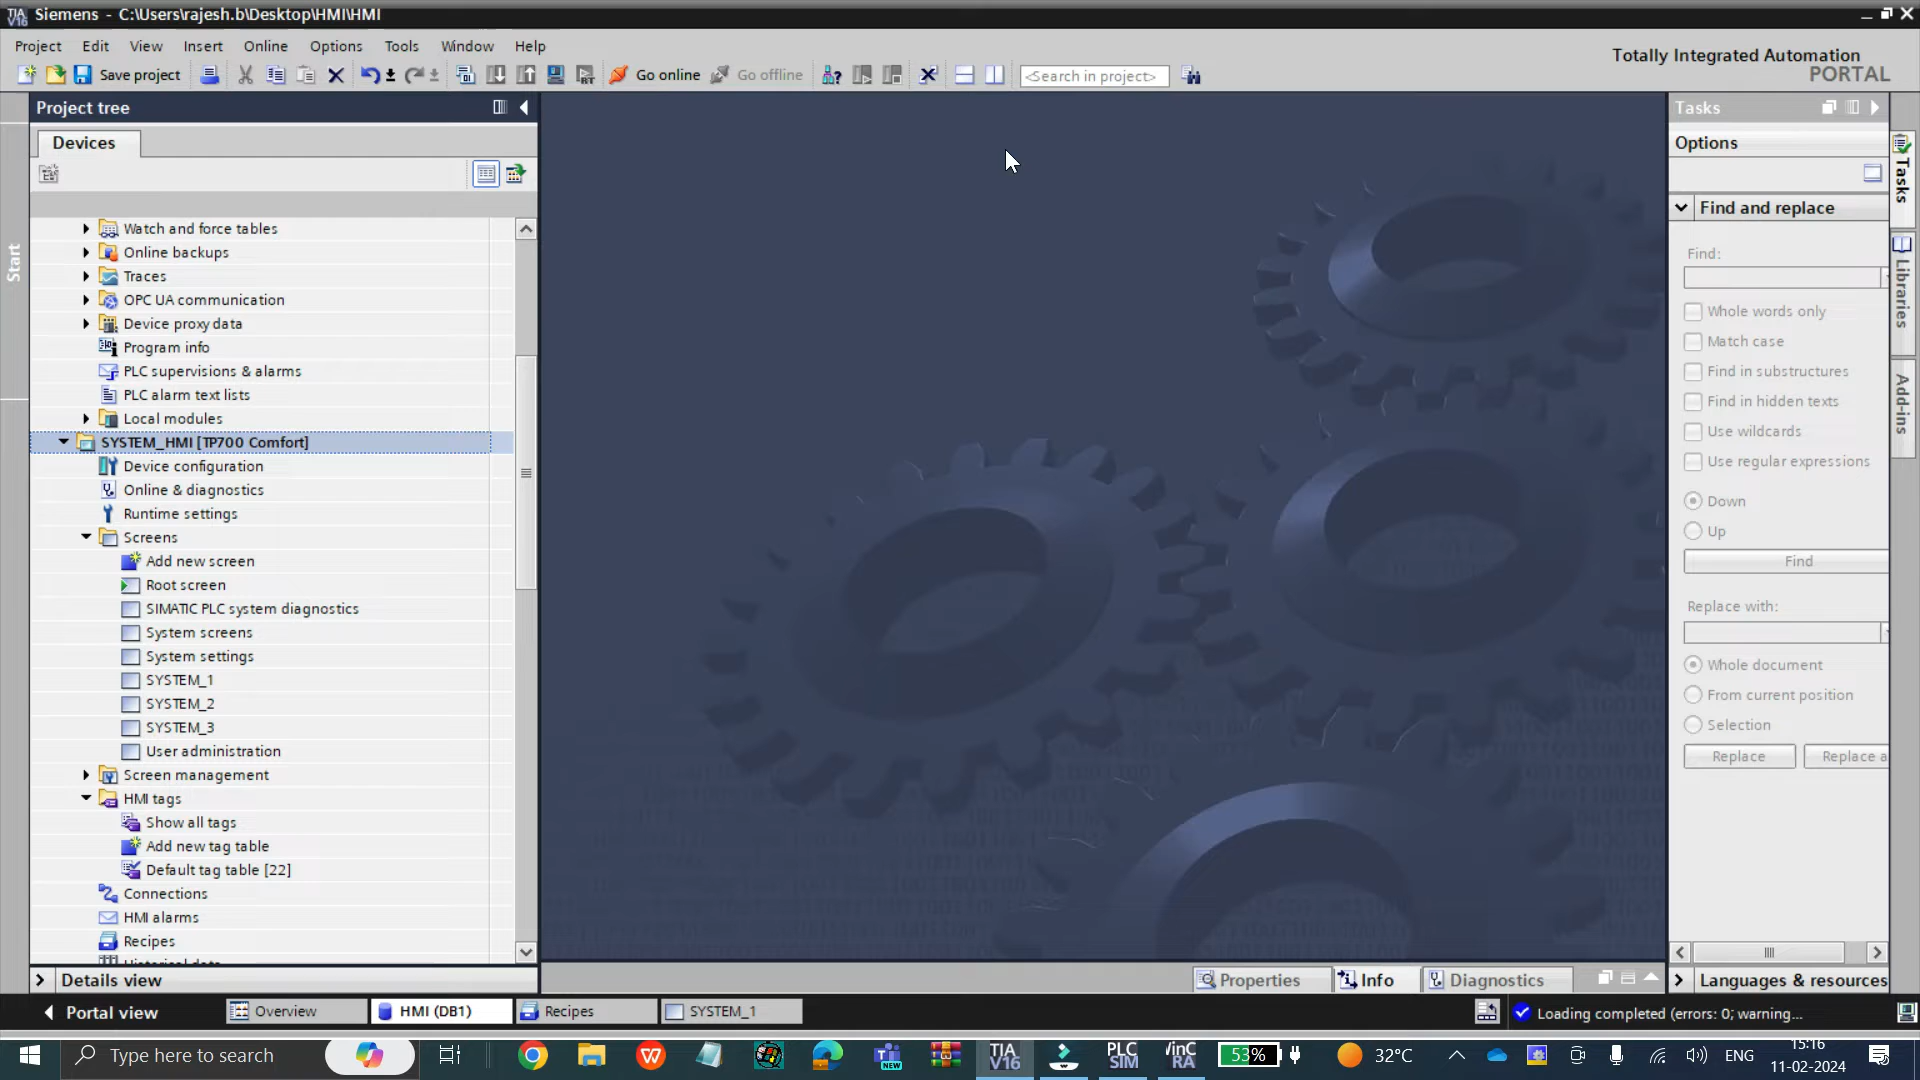 Siemens - C:\Users\rajesh.b\Desktop\HMI\HMI
Project Edit View Insert Online Options Tools Window Help
Totally Integrated Automation
PORTAL
Save project
Go online
Go offline
<Search in project>
Project tree
Devices
Start
Watch and force tables
Online backups
Traces
OPC UA communication
Device proxy data
Program info
PLC supervisions & alarms
PLC alarm text lists
Local modules
SYSTEM_HMI [TP700 Comfort]
Device configuration
Online & diagnostics
Runtime settings
Screens
Add new screen
Root screen
SIMATIC PLC system diagnostics
System screens
System settings
SYSTEM_1
SYSTEM_2
SYSTEM_3
User administration
Screen management
HMI tags
Show all tags
Add new tag table
Default tag table [22]
Connections
HMI alarms
Recipes
Details view
Properties
Info
Diagnostics
Tasks
Options
Find and replace
Find:
Whole words only
Match case
Find in substructures
Find in hidden texts
Use wildcards
Use regular expressions
Down
Up
Find
Replace with:
Whole document
From current position
Selection
Replace
Replace a
Languages & resources
Tasks
Libraries
Add-ins
Portal view
Overview
HMI (DB1)
Recipes
SYSTEM_1
Loading completed (errors: 0; warning...
Type here to search
NEW
TIA
V16
PLC
SIM
WinC
RA
53%
32°C
ENG
15:16
11-02-2024